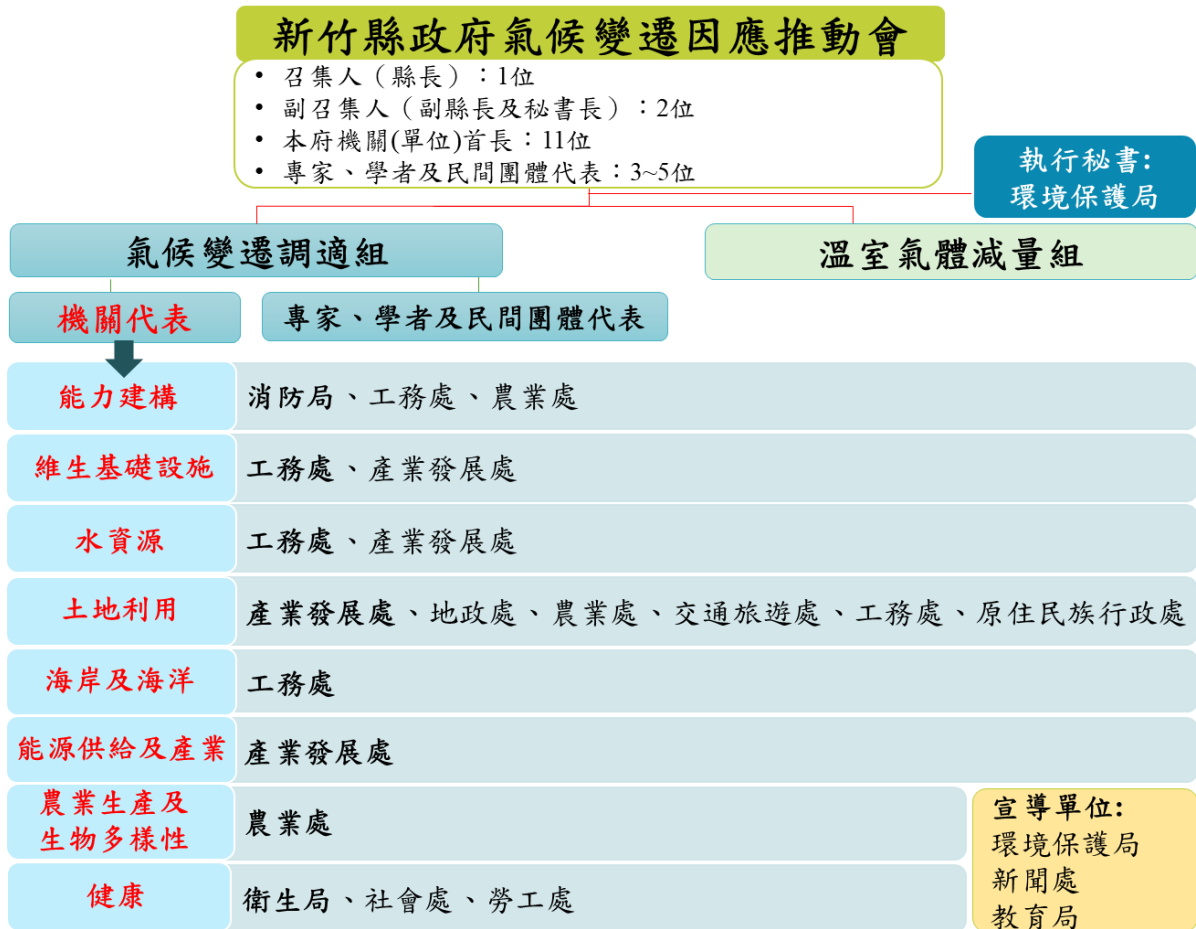 新竹縣政府氣候變遷因應推動會
• 召集人（縣長）：1位
• 副召集人（副縣長及秘書長）：2位
• 本府機關(單位)首長：11位
• 專家、學者及民間團體代表：3~5位
執行秘書:
環境保護局
氣候變遷調適組
溫室氣體減量組
機關代表
專家、學者及民間團體代表
能力建構
消防局、工務處、農業處
維生基礎設施
工務處、產業發展處
水資源
工務處、產業發展處
土地利用
產業發展處、地政處、農業處、交通旅遊處、工務處、原住民族行政處
海岸及海洋
工務處
能源供給及產業
產業發展處
農業生產及
生物多樣性
農業處
健康
衛生局、社會處、勞工處
宣導單位:
環境保護局
新聞處
教育局